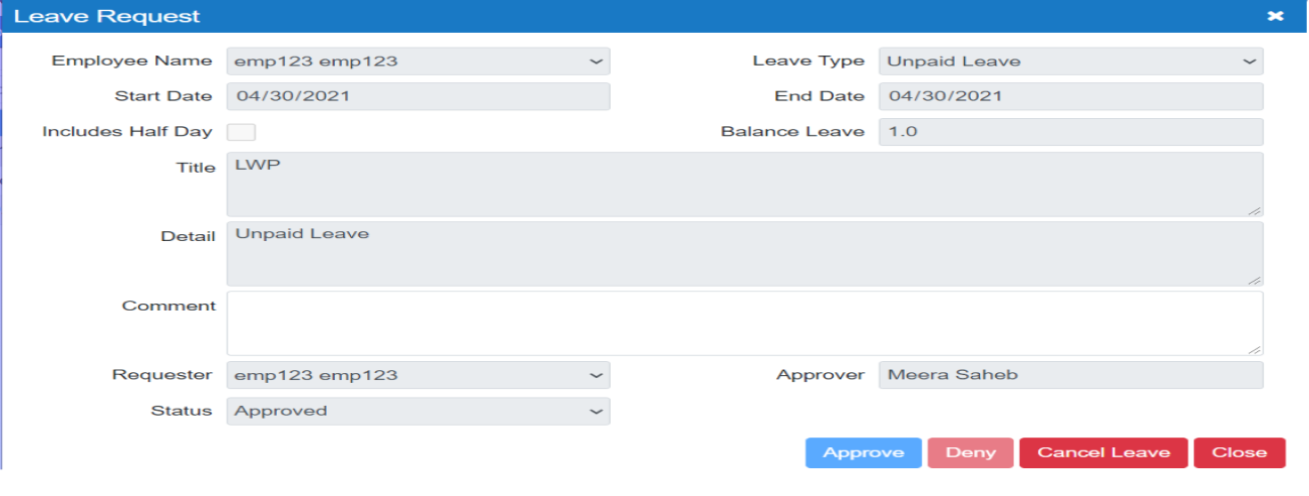 Leave Request
Employee Name emp123 emp123 Leave Type Unpaid Leave
Start Date 04/30/2021 End Date 04/30/2021
Includes Half Day Balance Leave 1.0
Title LWP
Detail Unpaid Leave
Comment
Requester emp123 emp123 Approver Meera Saheb
Status Approved
Approve Deny Cancel Leave Close